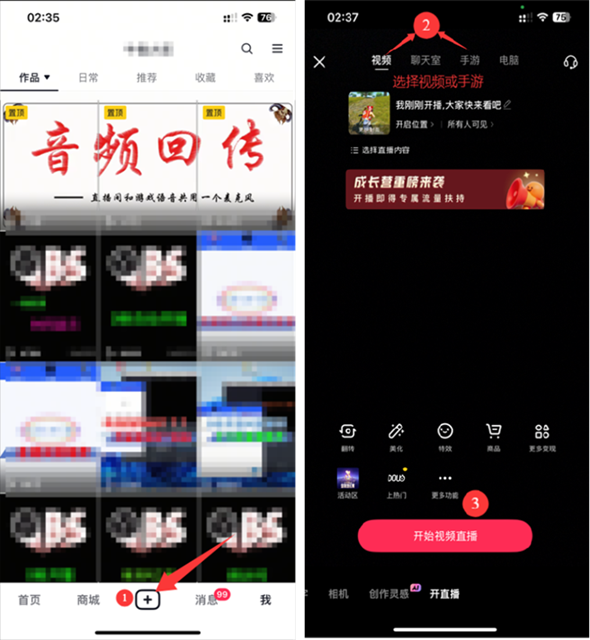 02:35
76
作品
日常
推荐
收藏
喜欢
置顶
置顶
置顶
音频回传
直播间和游戏语音共用一个麦克风
首页
商城
1
消息
99
我
02:37
75
2
视频
聊天室
手游
电脑
选择视频或手游
我刚刚开播,大家快来看吧
开启位置
所有人可见
选择直播内容
成长营重磅来袭
开播即得专属流量扶持
翻转
美化
特效
商品
更多变现
活动区
上热门
更多功能
3
开始视频直播
相机
创作灵感
AI
开直播